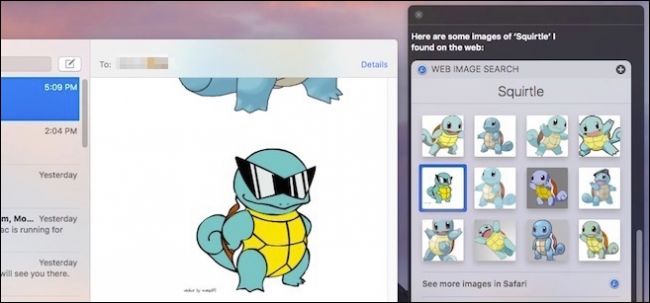 5:09 PM
2:04 PM
Yesterday
m, Mo... Yesterday
ac is running for
Yesterday
will see you there.
To:
Details
Here are some images of 'Squirtle' I
found on the web:
WEB IMAGE SEARCH
Squirtle
See more images in Safari